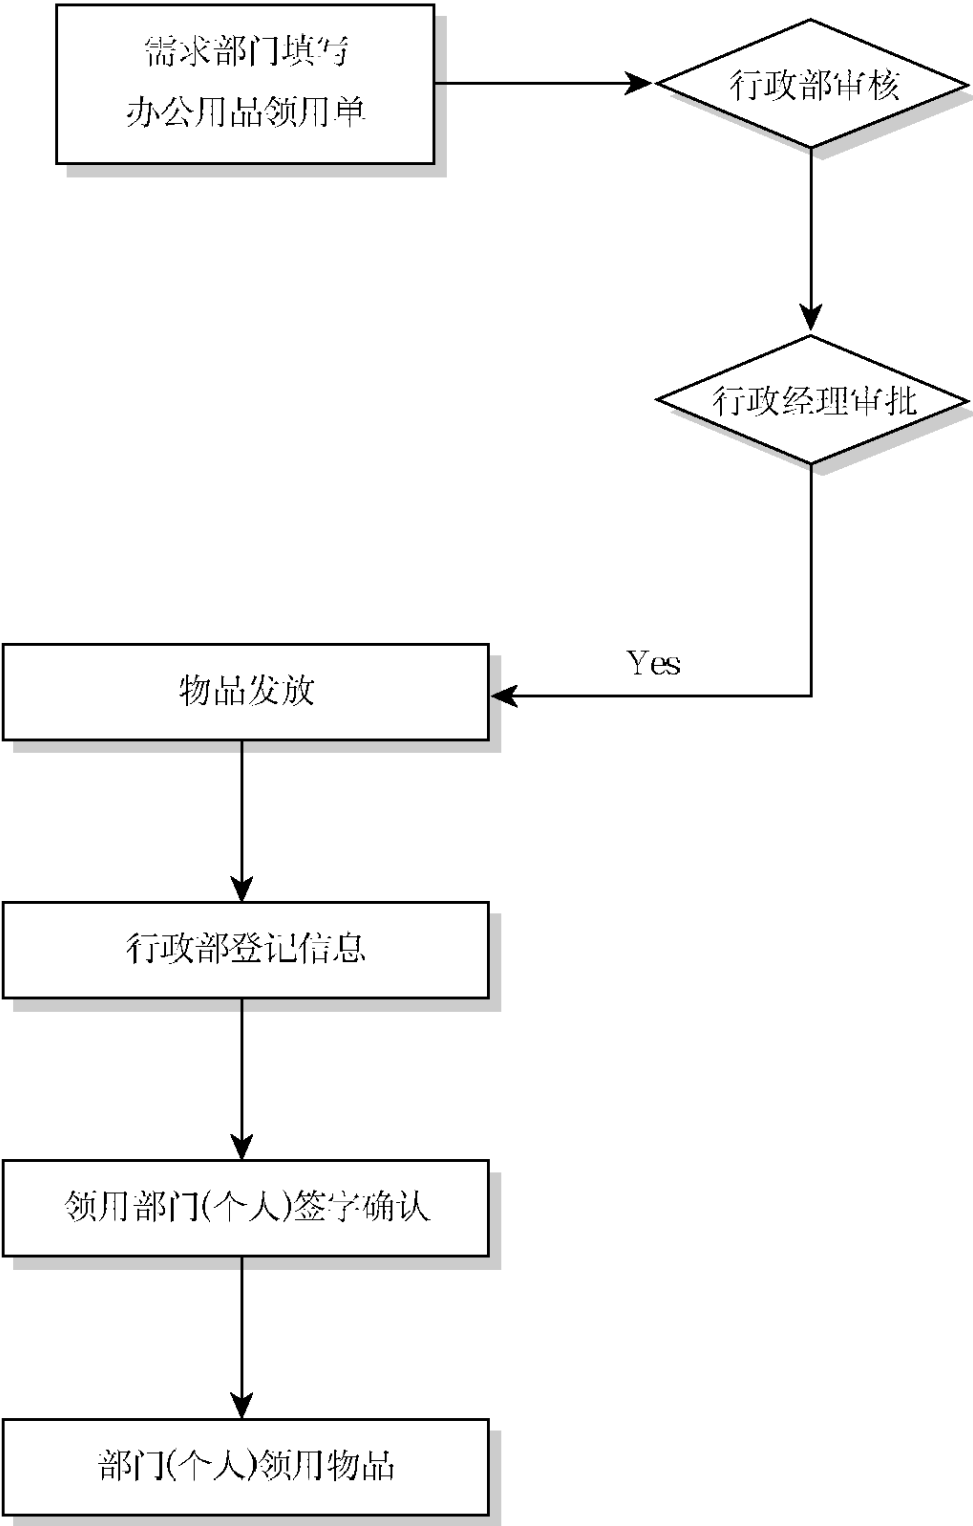 需求部门填写
办公用品领用单
行政部审核
行政经理审批
Yes
物品发放
行政部登记信息
领用部门(个人)签字确认
部门(个人)领用物品